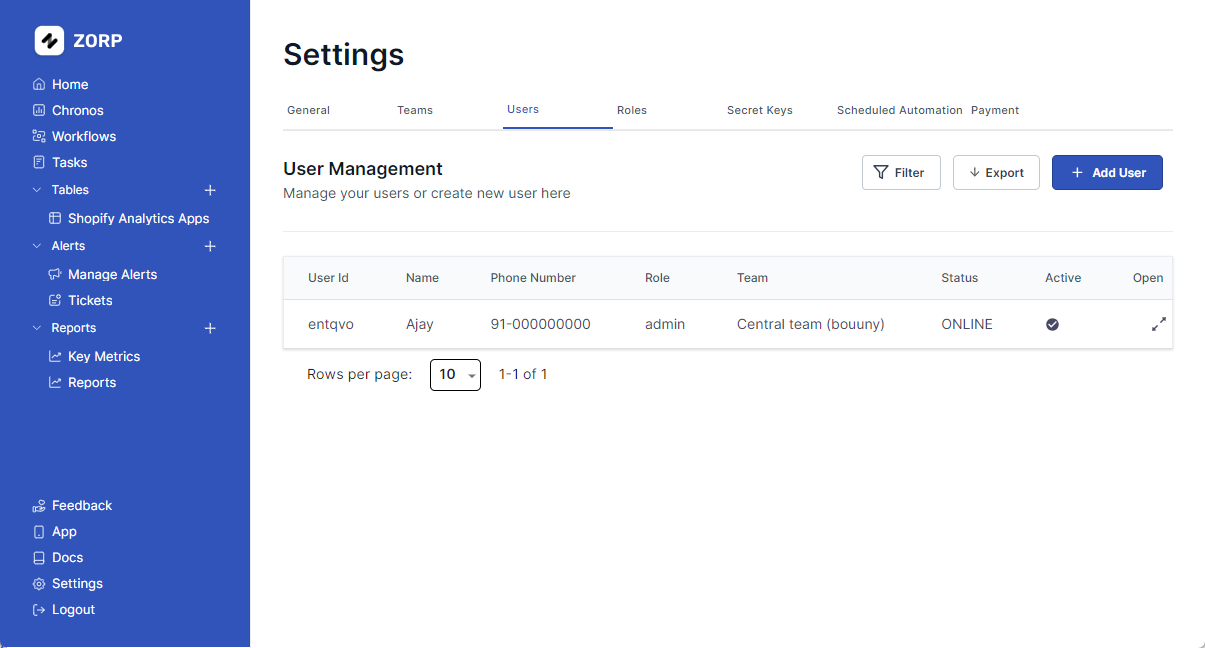 ZORP
Home
Chronos
Workflows
Tasks
Tables
Shopify Analytics Apps
Alerts
Manage Alerts
Tickets
Reports
Key Metrics
Reports
Feedback
App
Docs
Settings
Logout
Settings
General Teams Users Roles Secret Keys Scheduled Automation Payment
User Management
Manage your users or create new user here
Filter Export Add User
User Id Name Phone Number Role Team Status Active Open
entqvo Ajay 91-000000000 admin Central team (bouuny) ONLINE
Rows per page: 10 1-1 of 1